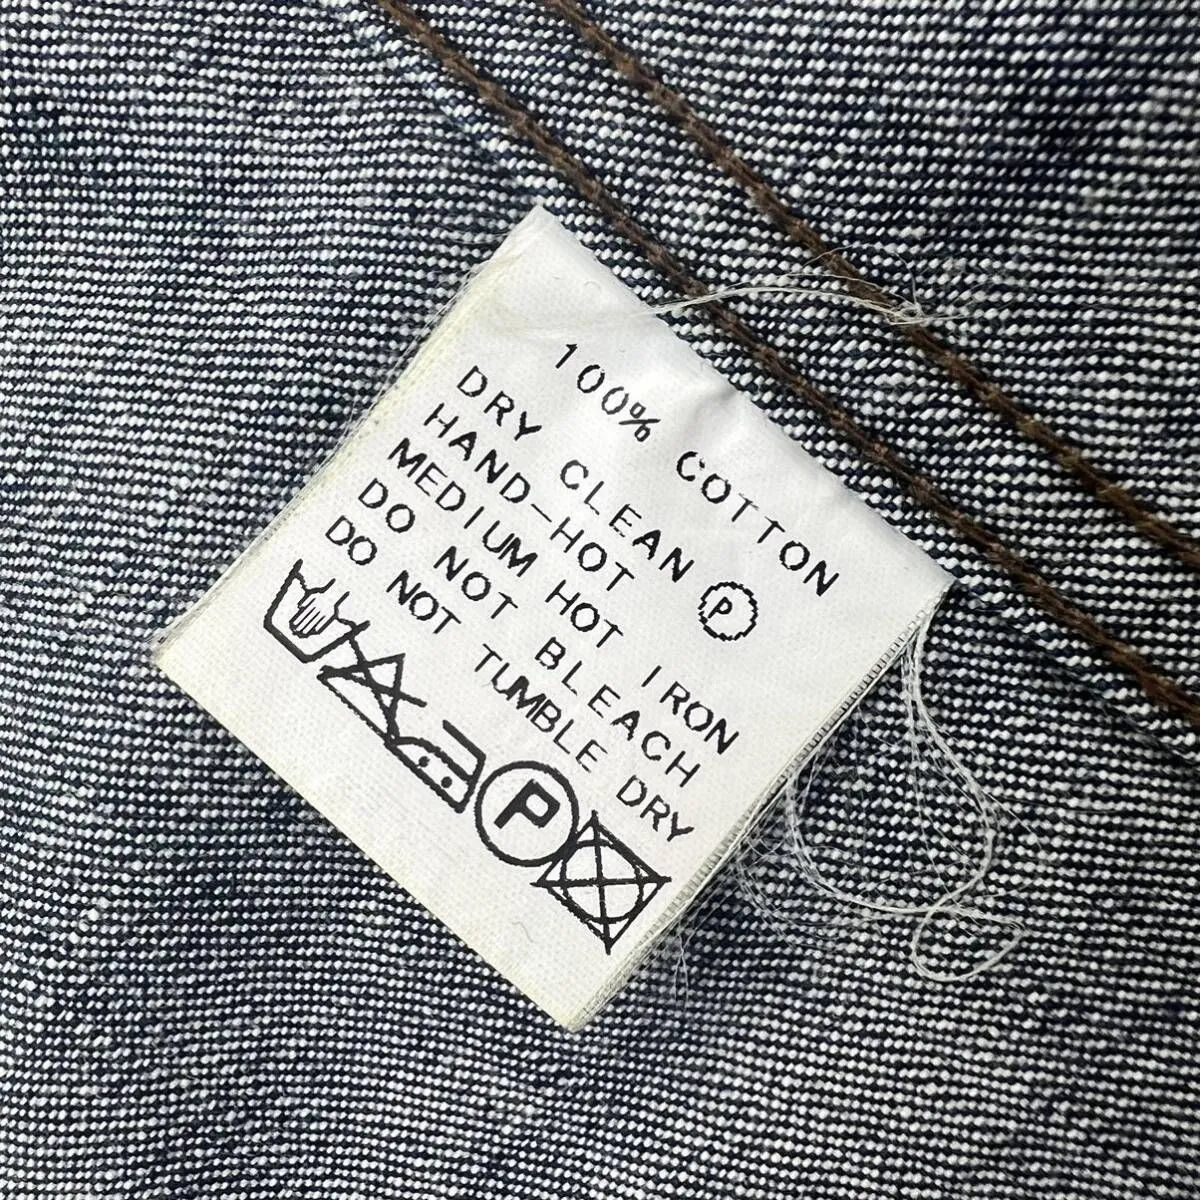 100% COTTON
DRY CLEAN Ⓟ
HAND-HOT
MEDIUM HOT IRON
DO NOT BLEACH
DO NOT TUMBLE DRY
P